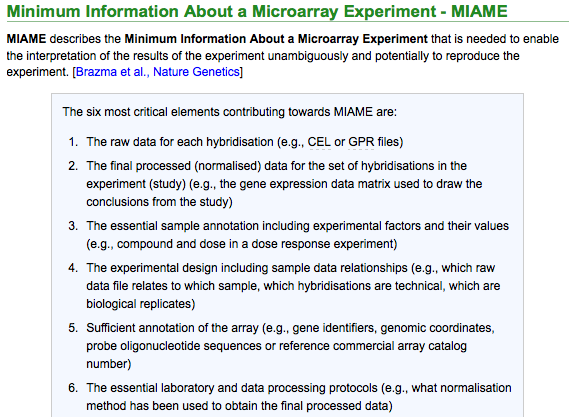 Minimum Information About a Microarray Experiment - MIAME
MIAME describes the Minimum Information About a Microarray Experiment that is needed to enable
the interpretation of the results of the experiment unambiguously and potentially to reproduce the
experiment. [Brazma et al., Nature Genetics]
The six most critical elements contributing towards MIAME are:
1. The raw data for each hybridisation (e.g., CEL or GPR files)
2. The final processed (normalised) data for the set of hybridisations in the
experiment (study) (e.g., the gene expression data matrix used to draw the
conclusions from the study)
3. The essential sample annotation including experimental factors and their values
(e.g., compound and dose in a dose response experiment)
4. The experimental design including sample data relationships (e.g., which raw
data file relates to which sample, which hybridisations are technical, which are
biological replicates)
5. Sufficient annotation of the array (e.g., gene identifiers, genomic coordinates,
probe oligonucleotide sequences or reference commercial array catalog
number)
6. The essential laboratory and data processing protocols (e.g., what normalisation
method has been used to obtain the final processed data)